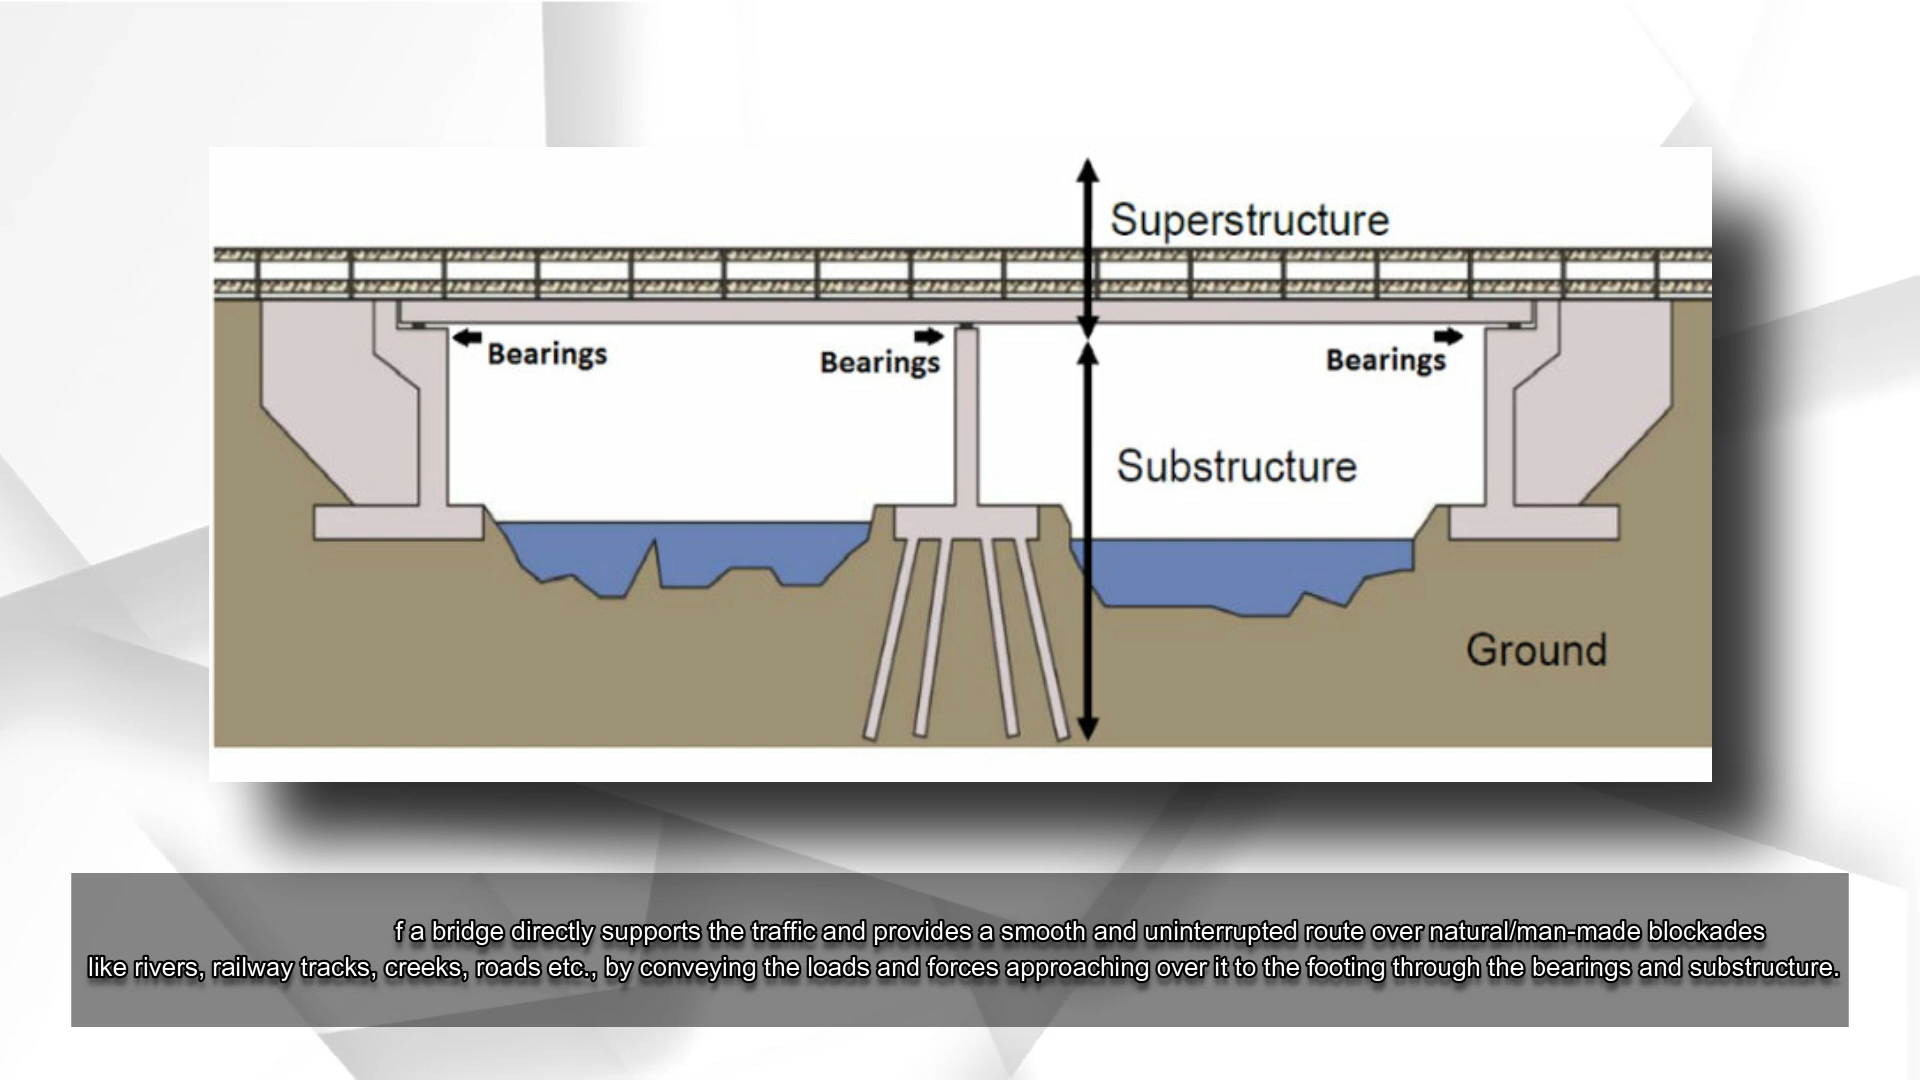 Superstructure
Bearings
Bearings
Bearings
Substructure
Ground
f a bridge directly supports the traffic and provides a smooth and uninterrupted route over natural/man-made blockades
like rivers, railway tracks, creeks, roads etc., by conveying the loads and forces approaching over it to the footing through the bearings and substructure.